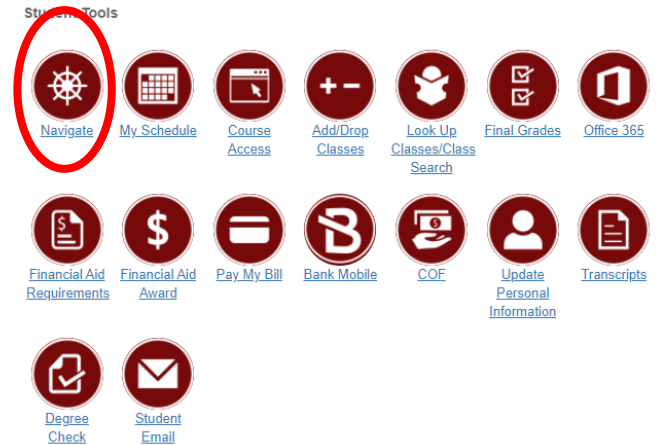 Student Tools
Navigate My Schedule Course Add/Drop Look Up Final Grades Office 365
Access Classes Classes/Class
Search
Financial Aid Financial Aid Pay My Bill Bank Mobile COF Update Transcripts
Requirements Award Personal
Information
Degree Student
Check Email